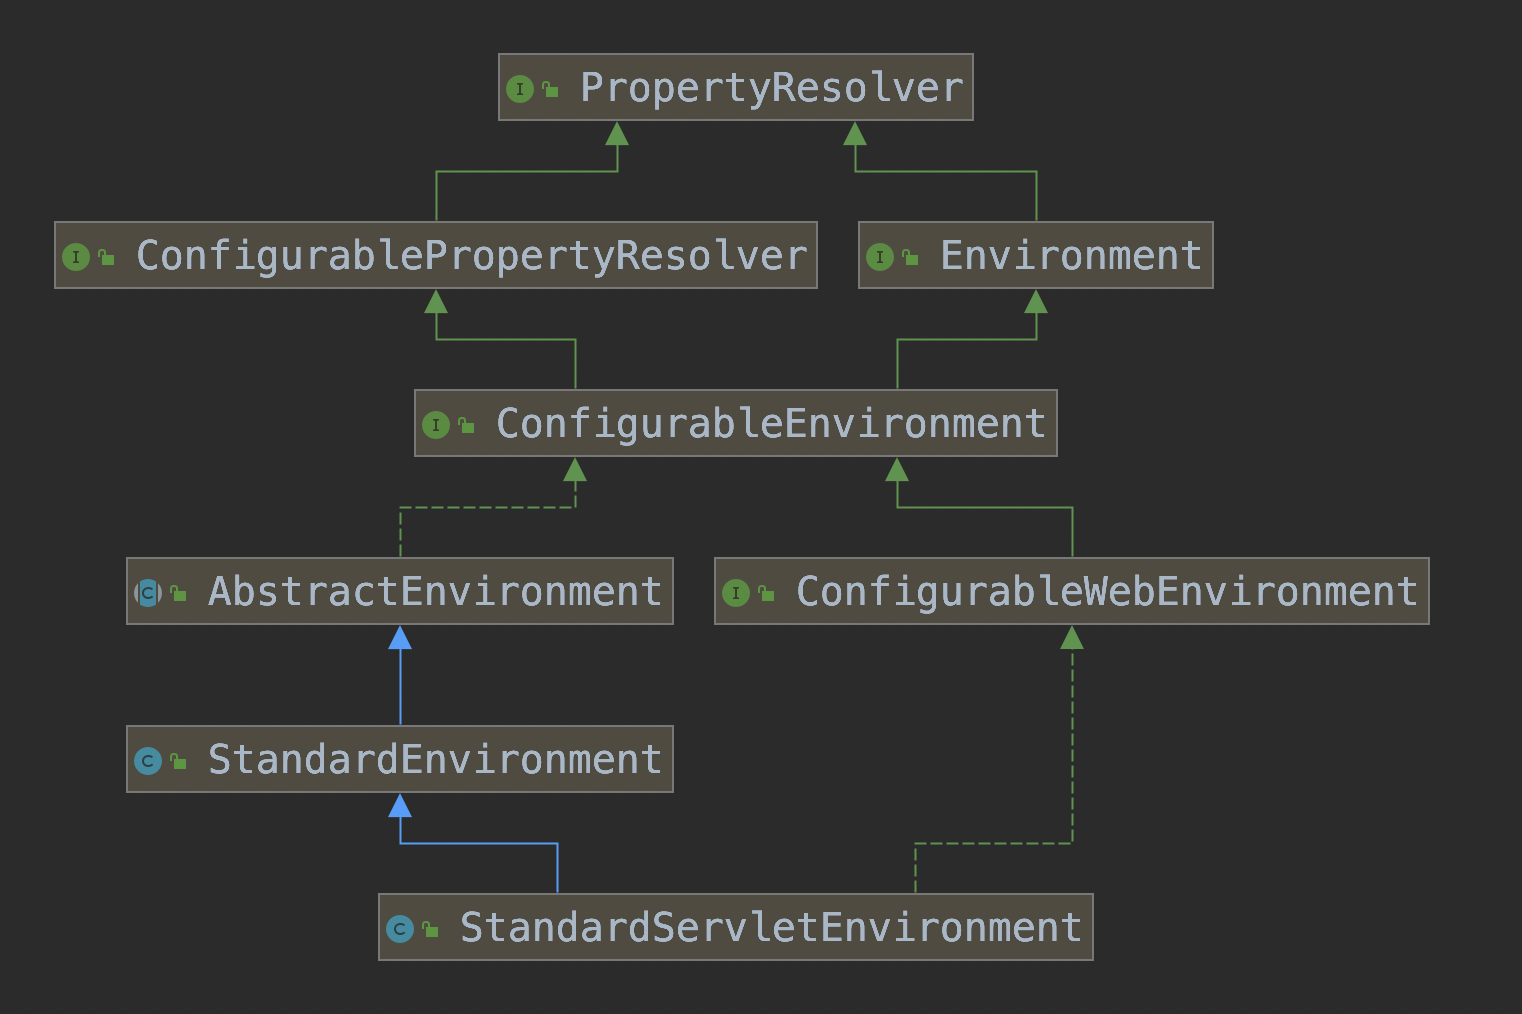 I PropertyResolver
I ConfigurablePropertyResolver
I Environment
I ConfigurableEnvironment
C AbstractEnvironment
I ConfigurableWebEnvironment
C StandardEnvironment
C StandardServletEnvironment